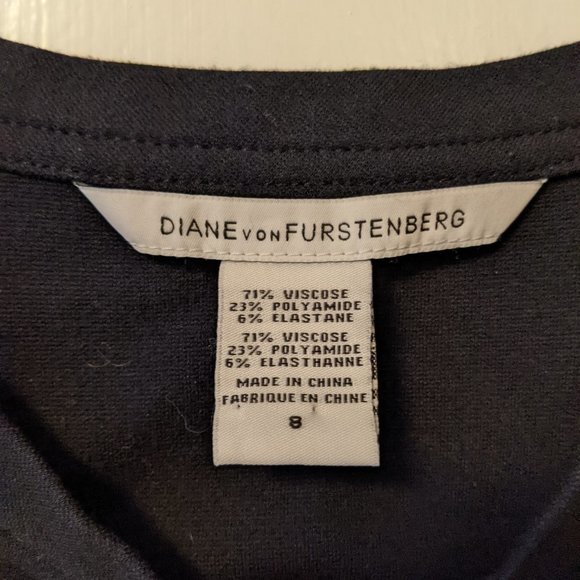 DIANE VON FURSTENBERG
71% VISCOSE
23% POLYAMIDE
6% ELASTANE
71% VISCOSE
23% POLYAMIDE
6% ELASTHANNE
MADE IN CHINA
FABRIQUE EN CHINE
8